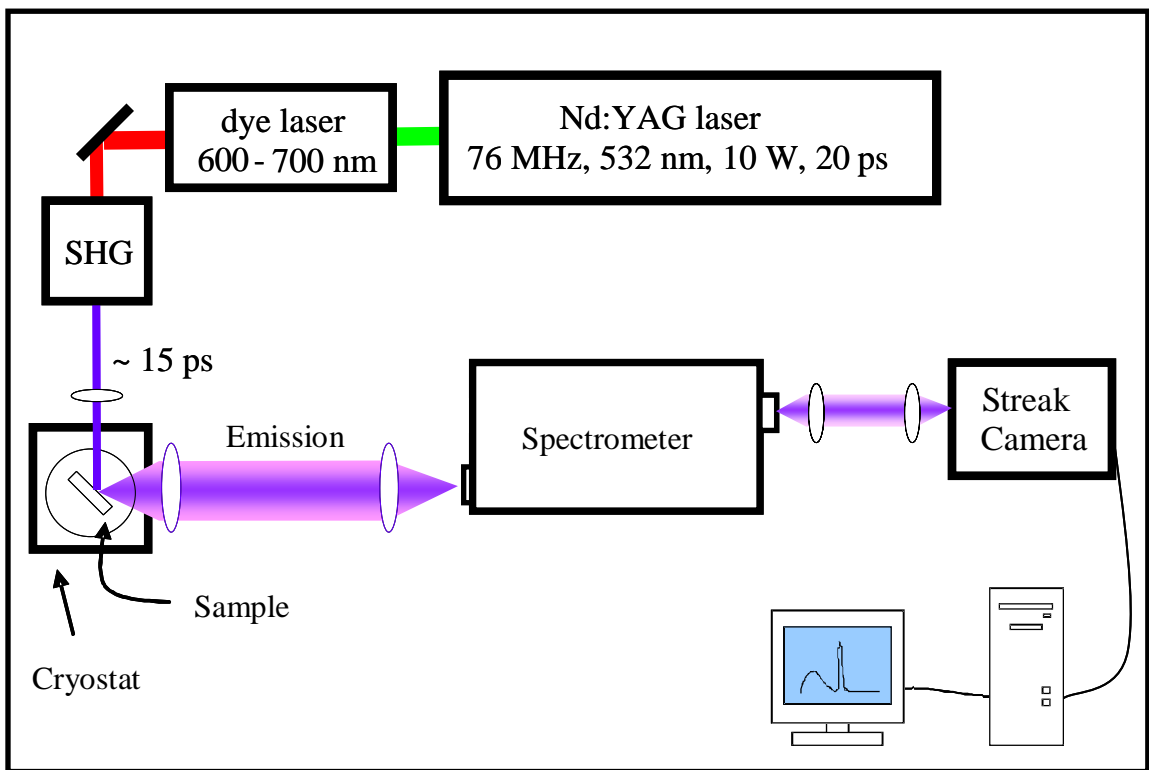 dye laser
600 - 700 nm
Nd:YAG laser
76 MHz, 532 nm, 10 W, 20 ps
SHG
~ 15 ps
Emission
Spectrometer
Streak
Camera
Sample
Cryostat